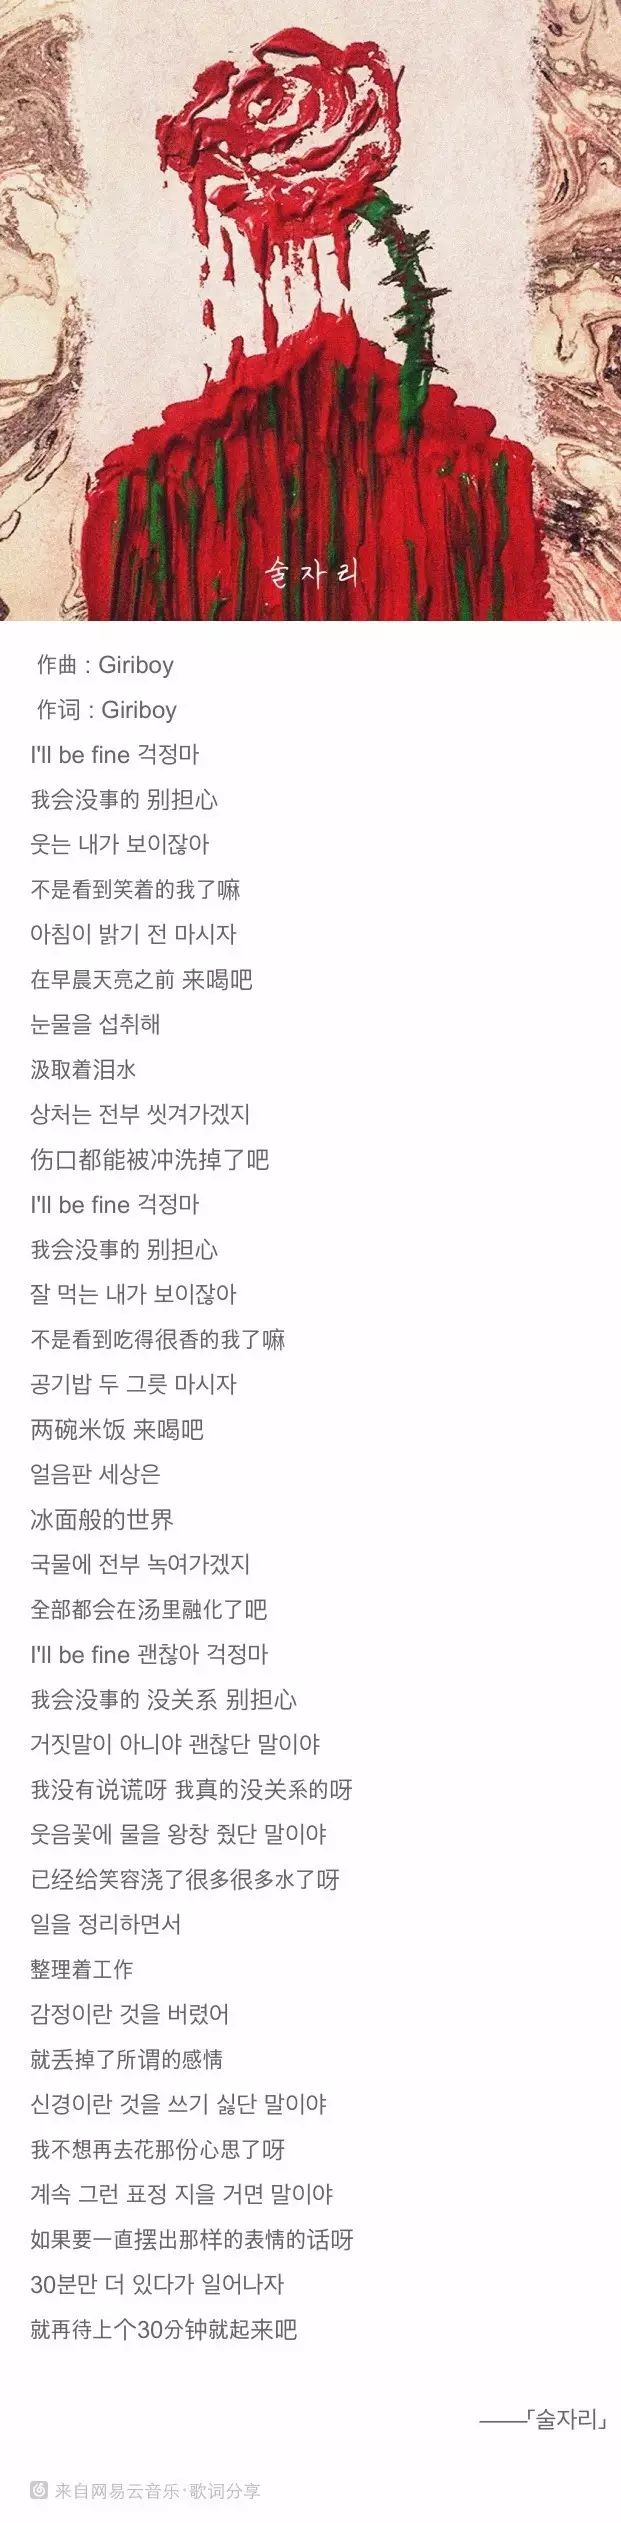 술자리
作曲 : Giriboy
作词 : Giriboy
I'll be fine 걱정마
我会没事的 别担心
웃는 내가 보이잖아
不是看到笑着的我了嘛
아침이 밝기 전 마시자
在早晨天亮之前 来喝吧
눈물을 섭취해
汲取着泪水
상처는 전부 씻겨가겠지
伤口都能被冲洗掉了吧
I'll be fine 걱정마
我会没事的 别担心
잘 먹는 내가 보이잖아
不是看到吃得很香的我了嘛
공기밥 두 그릇 마시자
两碗米饭 来喝吧
얼음판 세상은
冰面般的世界
국물에 전부 녹여가겠지
全部都会在汤里融化了吧
I'll be fine 괜찮아 걱정마
我会没事的 没关系 别担心
거짓말이 아니야 괜찮단 말이야
我没有说谎呀 我真的没关系的呀
웃음꽃에 물을 왕창 줬단 말이야
已经给笑容浇了很多很多水了呀
일을 정리하면서
整理着工作
감정이란 것을 버렸어
就丢掉了所谓的感情
신경이란 것을 쓰기 싫단 말이야
我不想再去花那份心思了呀
계속 그런 표정 지을 거면 말이야
如果要一直摆出那样的表情的话呀
30분만 더 있다가 일어나자
就再待上个30分钟就起来吧
——「술자리」
来自网易云音乐·歌词分享